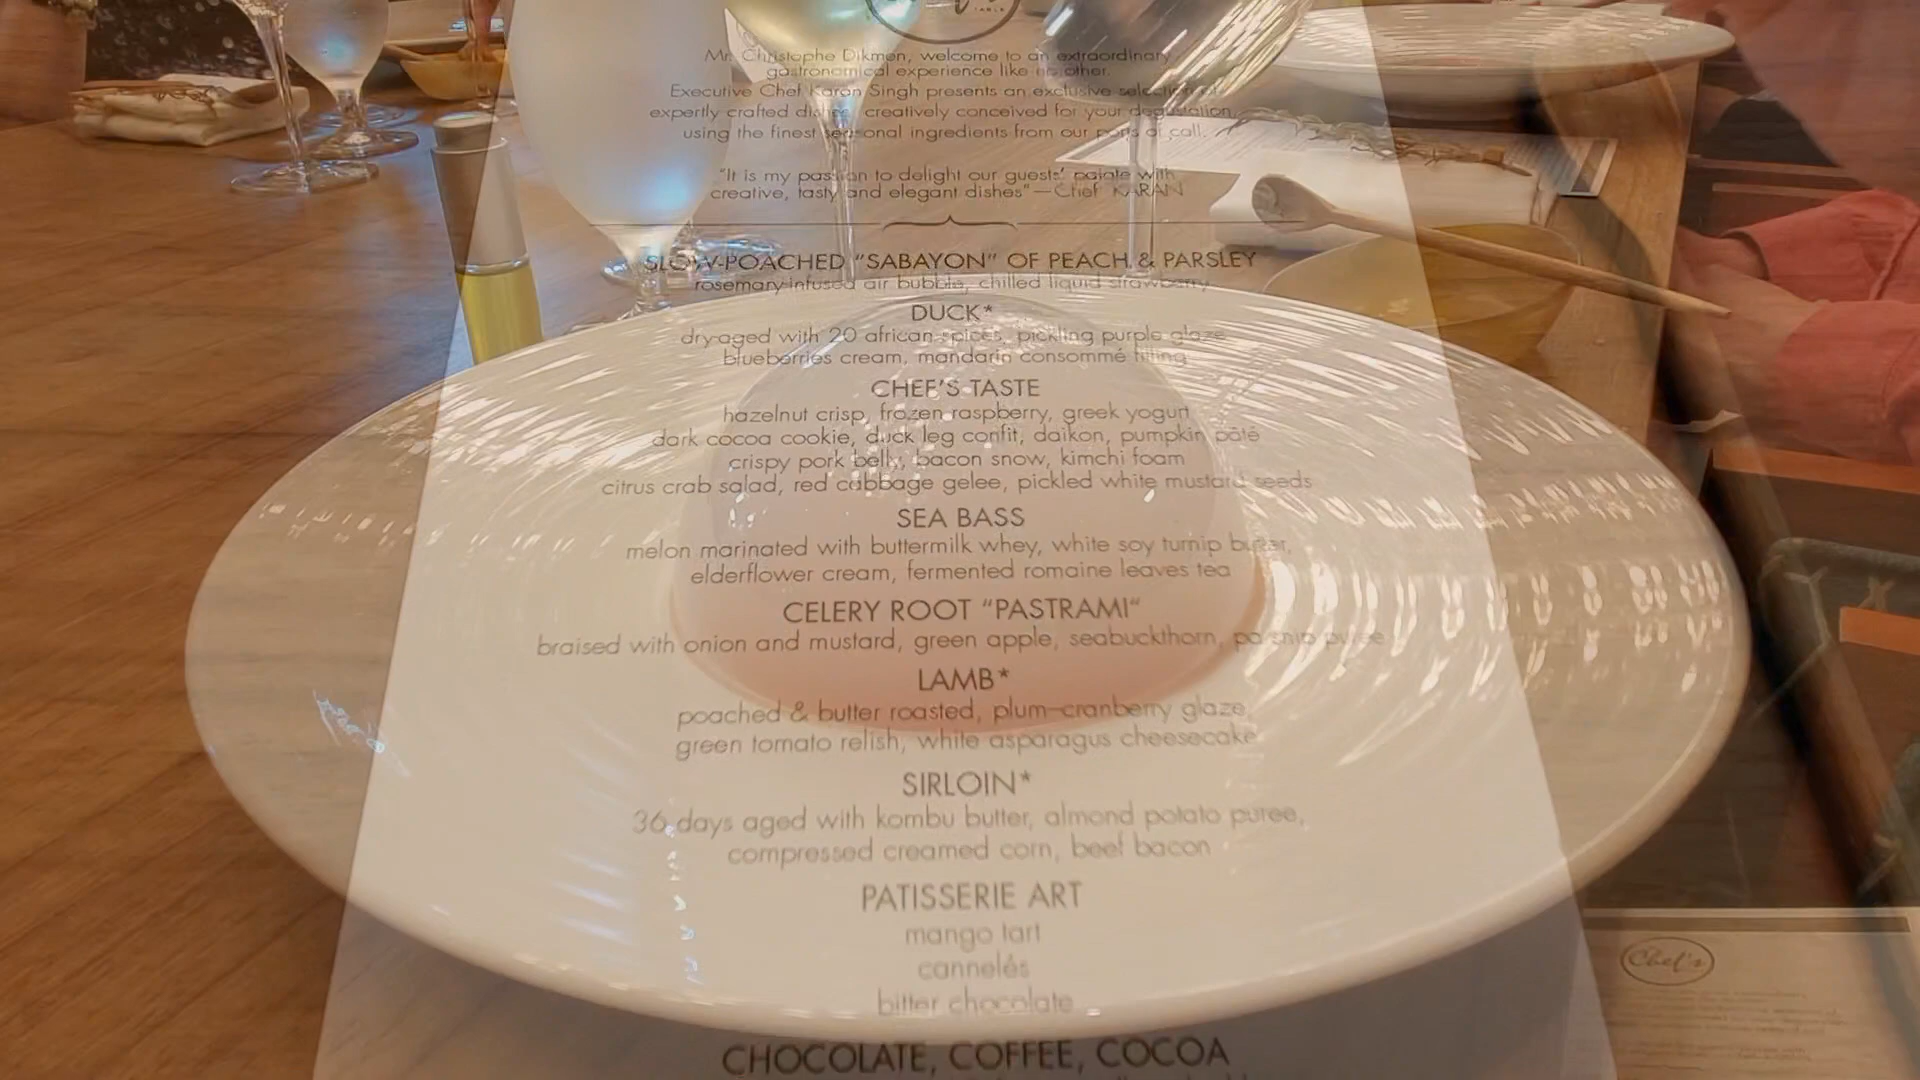 TABLE
Mr. Christophe Dikmen, welcome to an extraordinary
gastronomical experience like no other.
Executive Chef Karan Singh presents an exclusive selection of
expertly crafted dishes, creatively conceived for your degustation,
using the finest seasonal ingredients from our ports of call.
"It is my passion to delight our guests' palate with
creative, tasty and elegant dishes" — Chef KARAN
SLOW-POACHED "SABAYON" OF PEACH & PARSLEY
rosemary-infused air bubble, chilled liquid strawberry
DUCK*
dry-aged with 20 african spices, pickling purple glaze
blueberries cream, mandarin consommé filling
CHEF'S TASTE
hazelnut crisp, frozen raspberry, greek yogurt
dark cocoa cookie, duck leg confit, daikon, pumpkin pâté
crispy pork belly, bacon snow, kimchi foam
citrus crab salad, red cabbage gelee, pickled white mustard seeds
SEA BASS
melon marinated with buttermilk whey, white soy turnip butter,
elderflower cream, fermented romaine leaves tea
CELERY ROOT "PASTRAMI"
braised with onion and mustard, green apple, seabuckthorn, parsnip puree
LAMB*
poached & butter roasted, plum-cranberry glaze,
green tomato relish, white asparagus cheesecake
SIRLOIN*
36 days aged with kombu butter, almond potato puree,
compressed creamed corn, beef bacon
PATISSERIE ART
mango tart
cannelés
bitter chocolate
CHOCOLATE, COFFEE, COCOA
Chef's